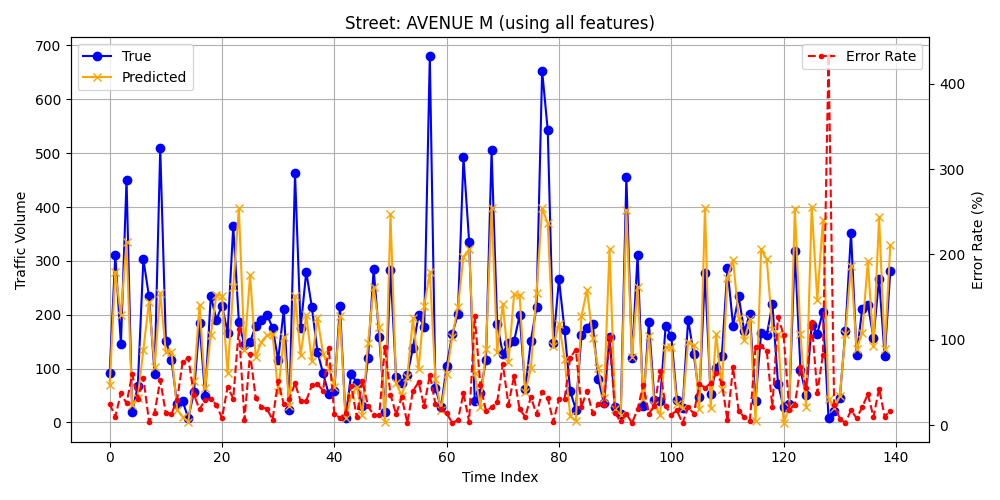 Street: AVENUE M (using all features)
True
Predicted
Error Rate
Traffic Volume
700
600
500
400
300
200
100
0
400
300
200
100
0
Error Rate (%)
0 20 40 60 80 100 120 140
Time Index